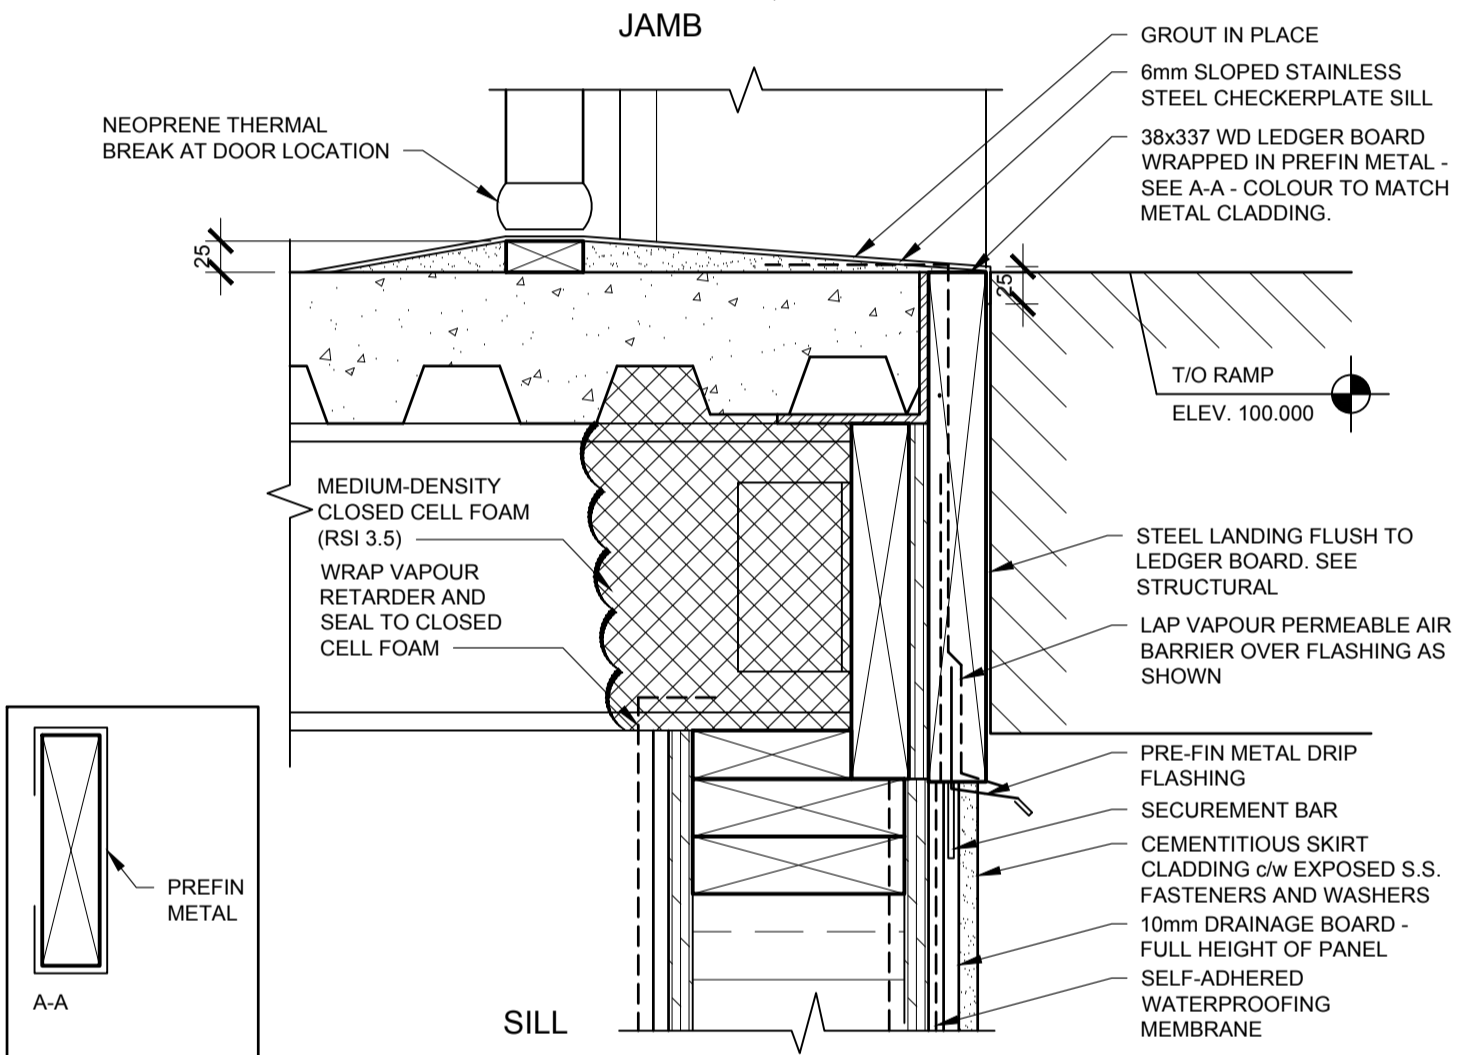 JAMB
GROUT IN PLACE
6mm SLOPED STAINLESS
STEEL CHECKERPLATE SILL
38x337 WD LEDGER BOARD
WRAPPED IN PREFIN METAL -
SEE A-A - COLOUR TO MATCH
METAL CLADDING.
NEOPRENE THERMAL
BREAK AT DOOR LOCATION
25
25
T/O RAMP
ELEV. 100.000
MEDIUM-DENSITY
CLOSED CELL FOAM
(RSI 3.5)
WRAP VAPOUR
RETARDER AND
SEAL TO CLOSED
CELL FOAM
STEEL LANDING FLUSH TO
LEDGER BOARD. SEE
STRUCTURAL
LAP VAPOUR PERMEABLE AIR
BARRIER OVER FLASHING AS
SHOWN
PRE-FIN METAL DRIP
FLASHING
SECUREMENT BAR
CEMENTITIOUS SKIRT
CLADDING c/w EXPOSED S.S.
FASTENERS AND WASHERS
10mm DRAINAGE BOARD -
FULL HEIGHT OF PANEL
SELF-ADHERED
WATERPROOFING
MEMBRANE
PREFIN
METAL
A-A
SILL